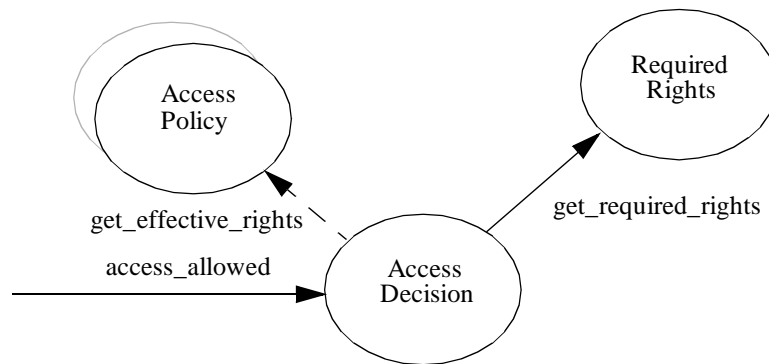 Access
Policy
Required
Rights
get_effective_rights
get_required_rights
access_allowed
Access
Decision